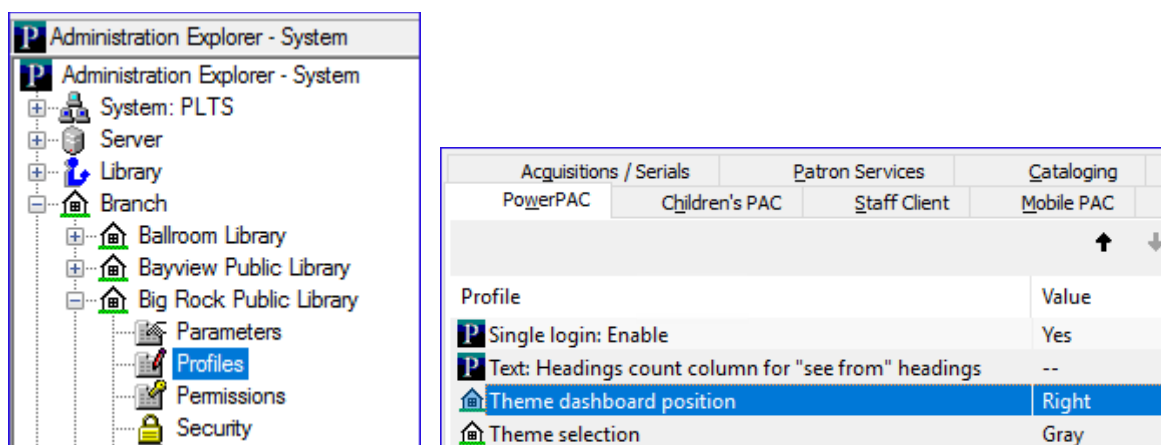 Administration Explorer - System
Administration Explorer - System
System: PLTS
Server
Library
Branch
Ballroom Library
Bayview Public Library
Big Rock Public Library
Parameters
Profiles
Permissions
Security
Acquisitions / Serials Patron Services Cataloging
PowerPAC Children's PAC Staff Client Mobile PAC
Profile Value
Single login: Enable Yes
Text: Headings count column for "see from" headings --
Theme dashboard position Right
Theme selection Gray